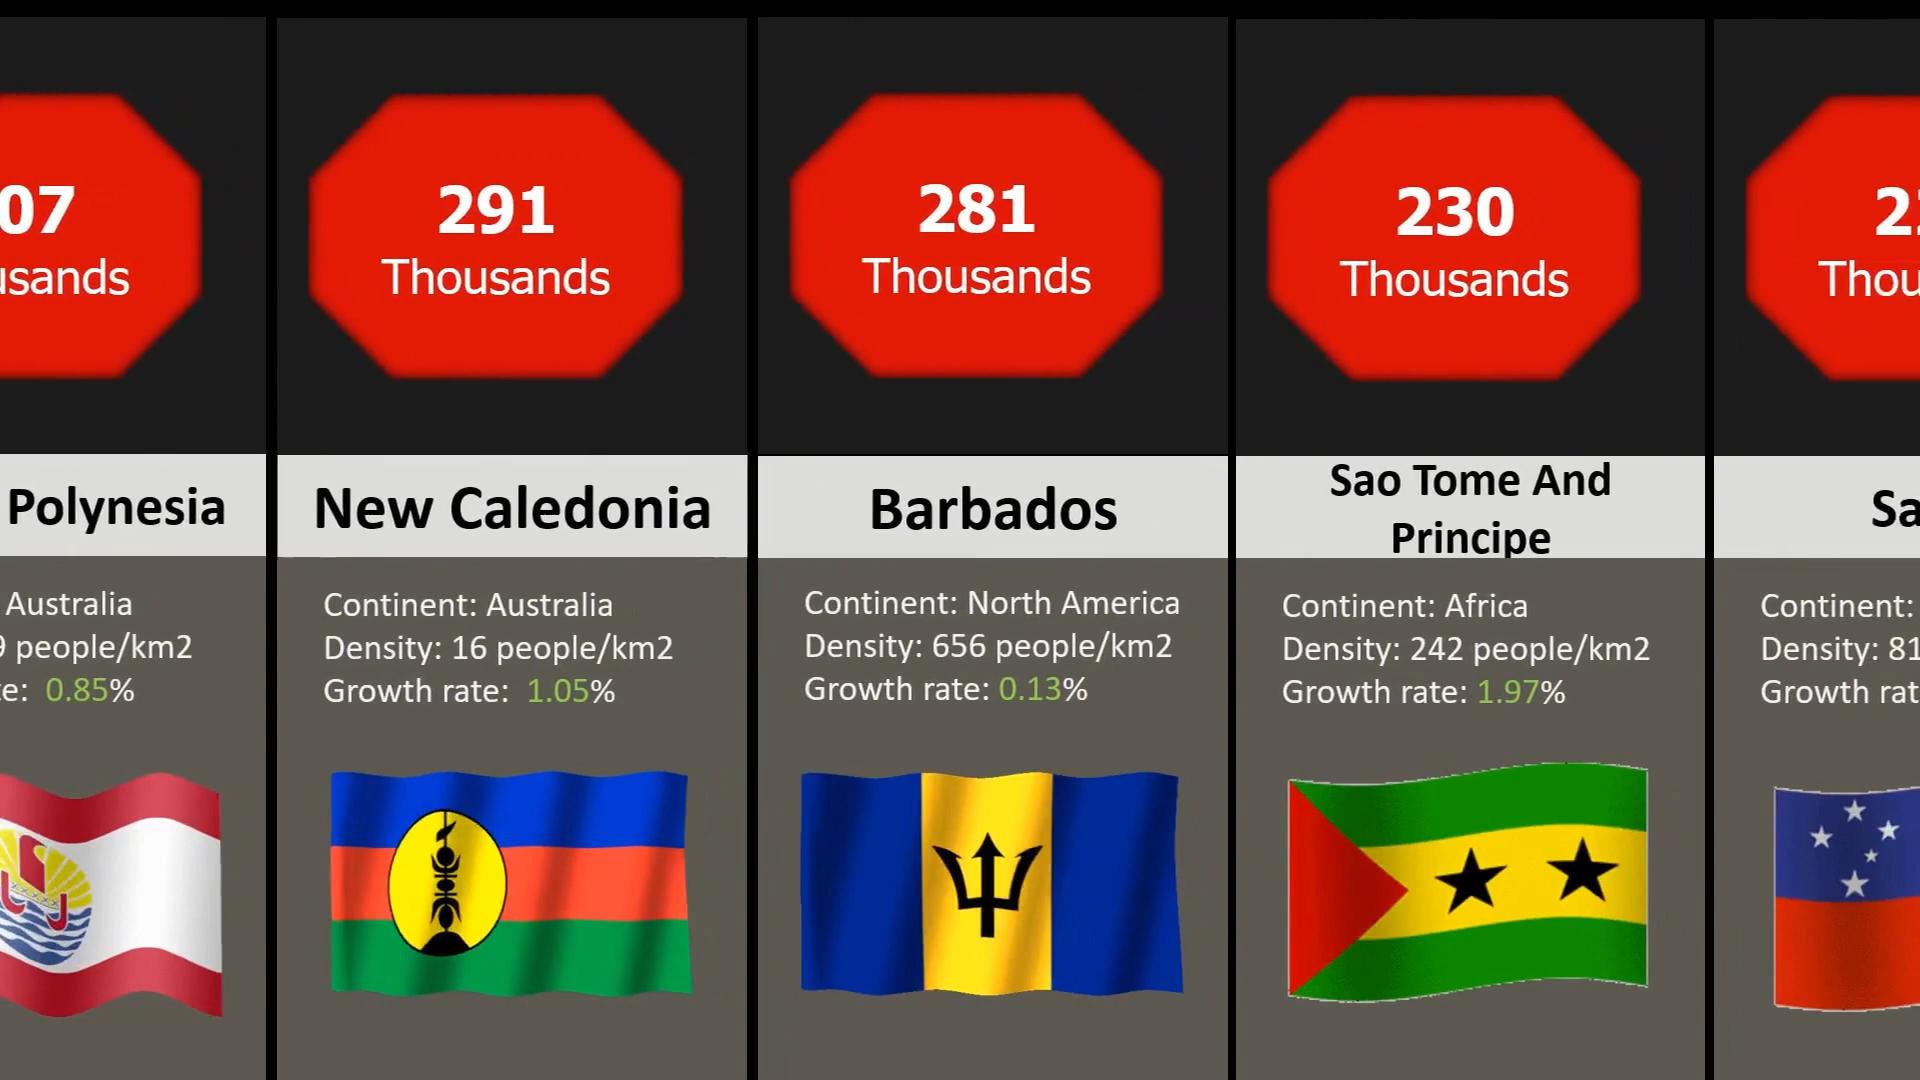 07
usands
Polynesia
Australia
9 people/km2
te: 0.85%
291
Thousands
New Caledonia
Continent: Australia
Density: 16 people/km2
Growth rate: 1.05%
281
Thousands
Barbados
Continent: North America
Density: 656 people/km2
Growth rate: 0.13%
230
Thousands
Sao Tome And
Principe
Continent: Africa
Density: 242 people/km2
Growth rate: 1.97%
Thou
Sa
Continent:
Density: 81
Growth rat